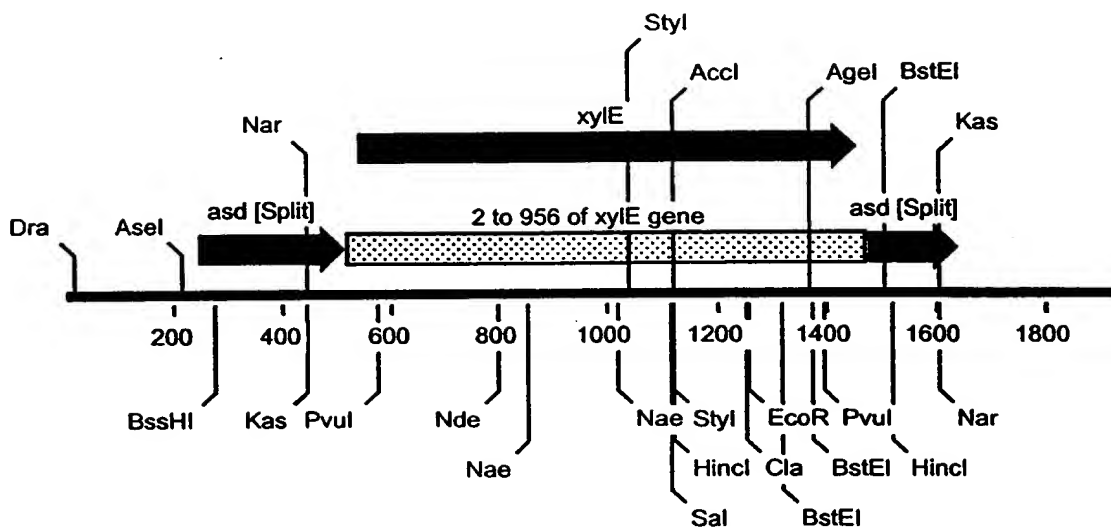 StyI
AccI
AgeI
BstEI
xylE
Nar
Kas
asd [Split]
2 to 956 of xylE gene
asd [Split]
Dra
AseI
200
400
600
800
1000
1200
1400
1600
1800
BssHI
Kas
PvuI
Nde
Nae
StyI
EcoR
PvuI
Nar
Nae
HincI
Cla
BstEI
HincI
Sal
BstEI